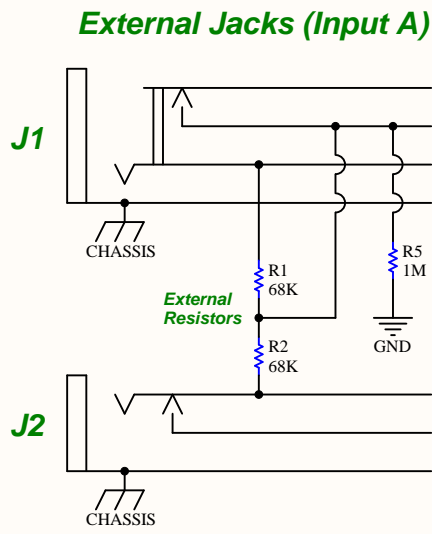 External Jacks (Input A)
J1
CHASSIS
R1
68K
R5
1M
External
Resistors
R2
68K
GND
J2
CHASSIS